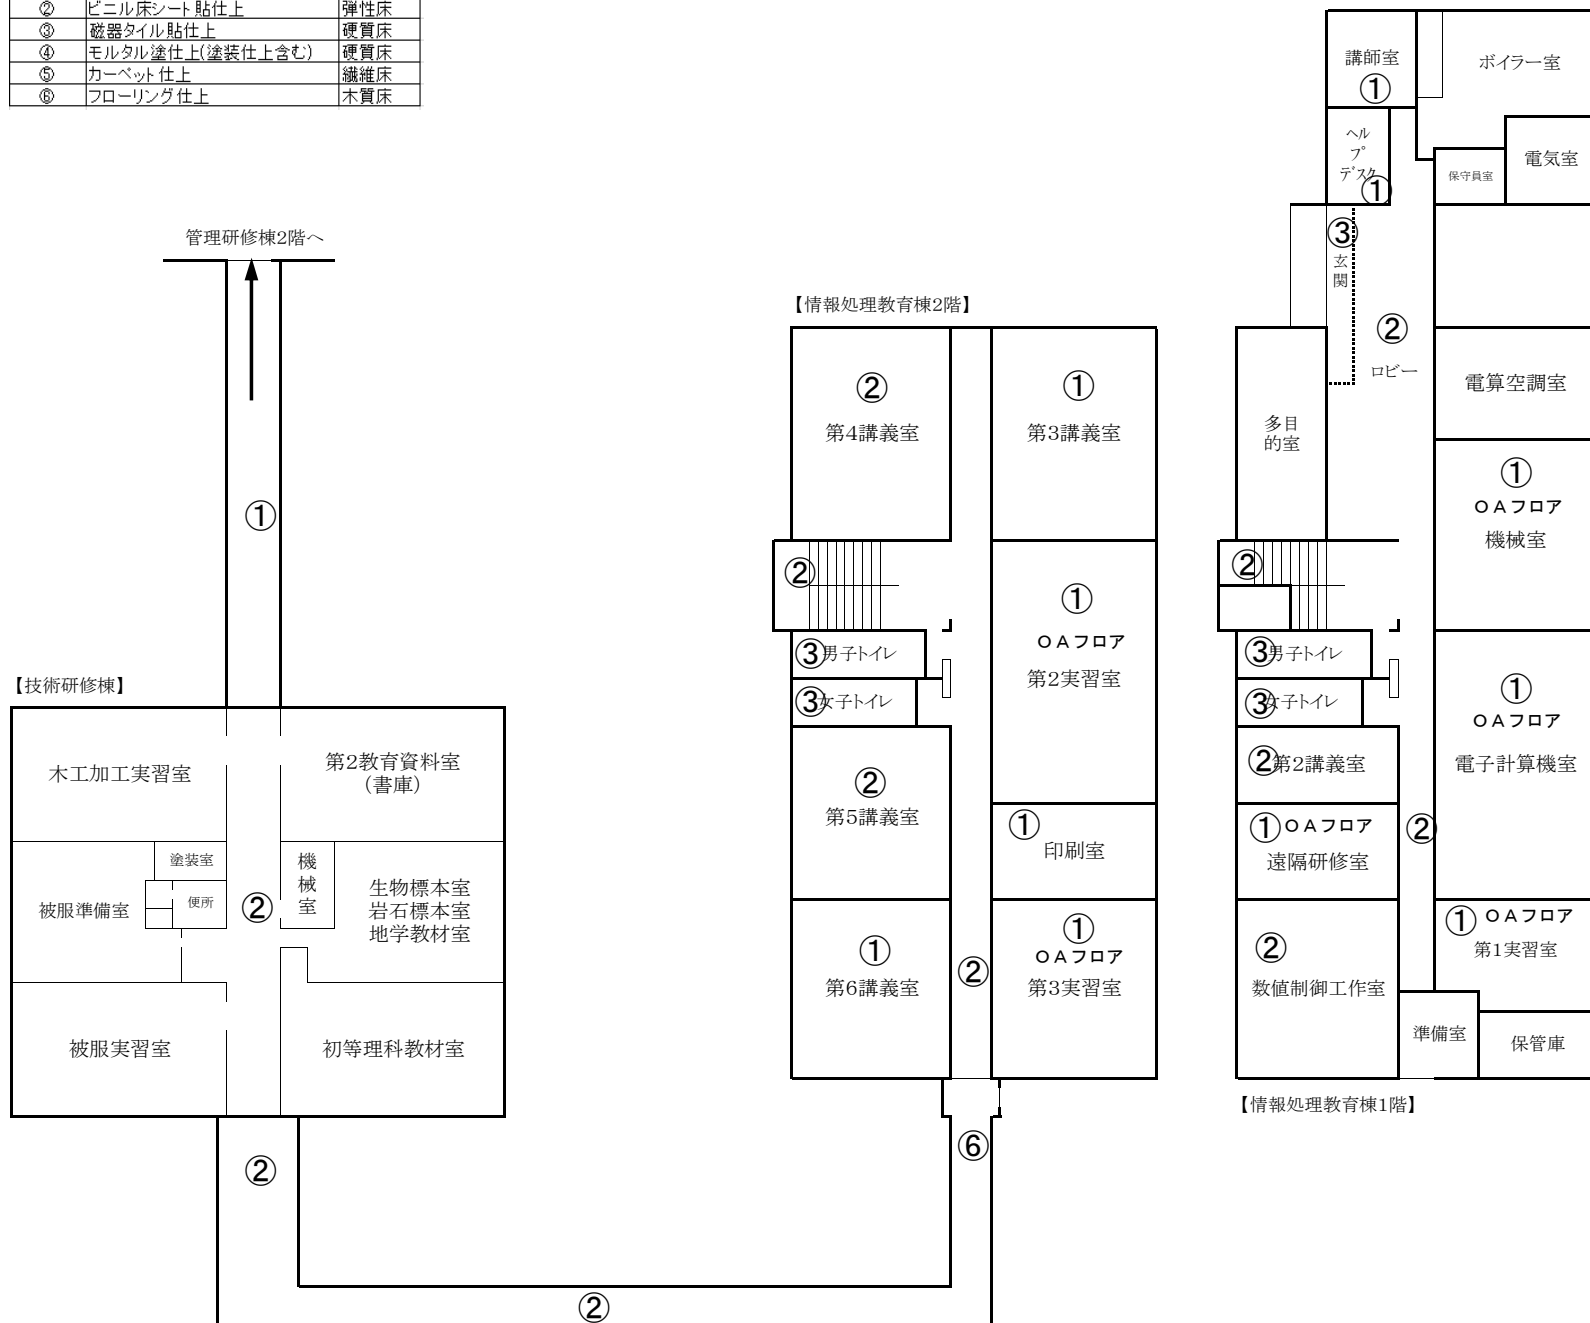 ② ビニル床シート貼仕上 弾性床
③ 磁器タイル貼仕上 硬質床
④ モルタル塗仕上(塗装仕上含む) 硬質床
⑤ カーペット仕上 繊維床
⑥ フローリング仕上 木質床
管理研修棟2階へ
①
【技術研修棟】
木工加工実習室
第2教育資料室
(書庫)
塗装室
便所
被服準備室
②
機
械
室
生物標本室
岩石標本室
地学教材室
被服実習室
初等理科教材室
②
②
【情報処理教育棟2階】
②
第4講義室
①
第3講義室
②
①
OAフロア
第2実習室
③男子トイレ
③女子トイレ
②
第5講義室
①
印刷室
①
第6講義室
②
①
OAフロア
第3実習室
⑥
講師室
①
ボイラー室
ヘル
プ
デスク
①
保守員室
電気室
③
玄
関
②
ロビー
電算空調室
多目
的室
①
OAフロア
機械室
②
③男子トイレ
③女子トイレ
①
OAフロア
電子計算機室
②第2講義室
①OAフロア
遠隔研修室
②
①OAフロア
第1実習室
②
数値制御工作室
準備室
保管庫
【情報処理教育棟1階】